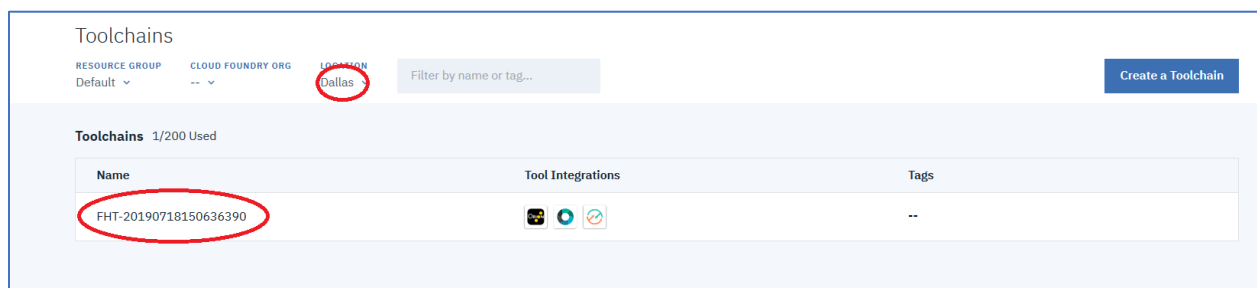 Toolchains
RESOURCE GROUP CLOUD FOUNDRY ORG LOCATION
Default -- Dallas Filter by name or tag... Create a Toolchain
Toolchains 1/200 Used
Name Tool Integrations Tags
FHT-20190718150636390 --